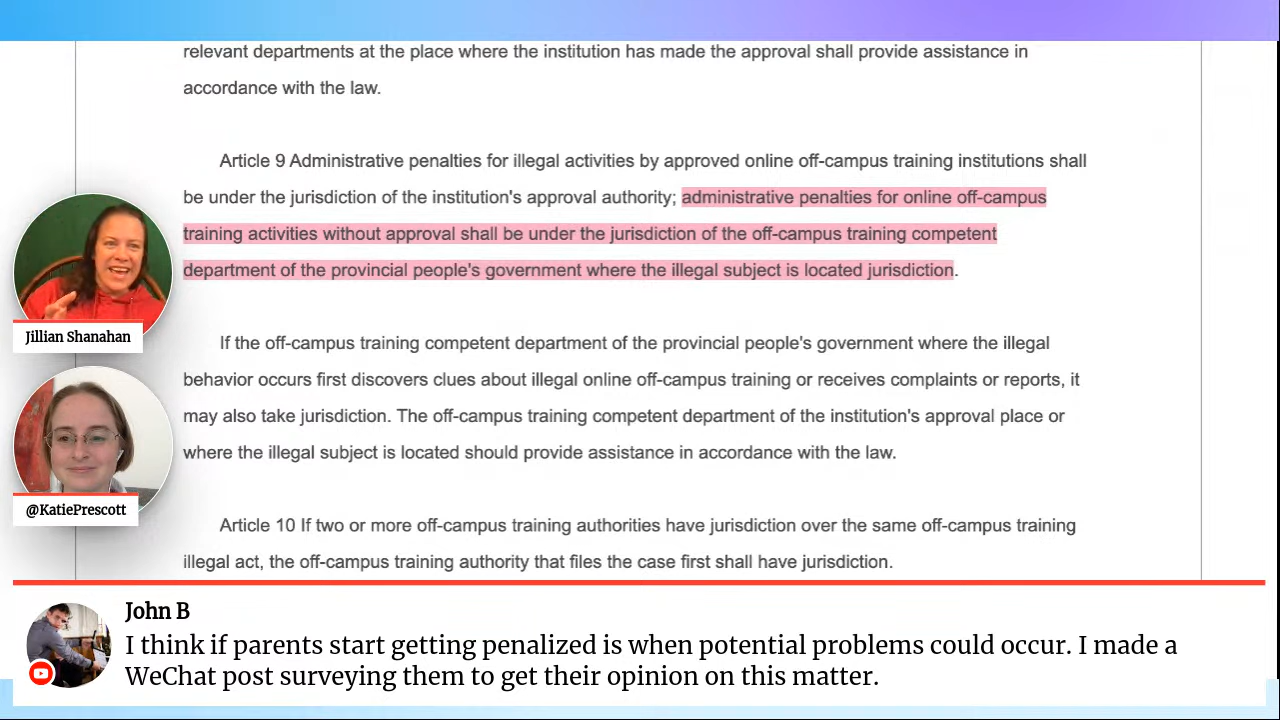 relevant departments at the place where the institution has made the approval shall provide assistance in
accordance with the law.
Article 9 Administrative penalties for illegal activities by approved online off-campus training institutions shall
be under the jurisdiction of the institution's approval authority; administrative penalties for online off-campus
training activities without approval shall be under the jurisdiction of the off-campus training competent
department of the provincial people's government where the illegal subject is located jurisdiction.
If the off-campus training competent department of the provincial people's government where the illegal
behavior occurs first discovers clues about illegal online off-campus training or receives complaints or reports, it
may also take jurisdiction. The off-campus training competent department of the institution's approval place or
where the illegal subject is located should provide assistance in accordance with the law.
Article 10 If two or more off-campus training authorities have jurisdiction over the same off-campus training
illegal act, the off-campus training authority that files the case first shall have jurisdiction.
Jillian Shanahan
@KatiePrescott
John B
I think if parents start getting penalized is when potential problems could occur. I made a
WeChat post surveying them to get their opinion on this matter.